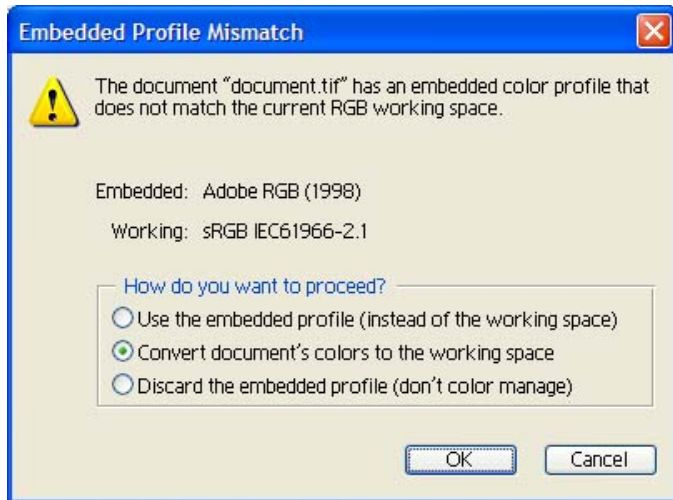 Embedded Profile Mismatch
The document "document.tif" has an embedded color profile that
does not match the current RGB working space.
Embedded: Adobe RGB (1998)
Working: sRGB IEC61966-2.1
How do you want to proceed?
Use the embedded profile (instead of the working space)
Convert document's colors to the working space
Discard the embedded profile (don't color manage)
OK Cancel